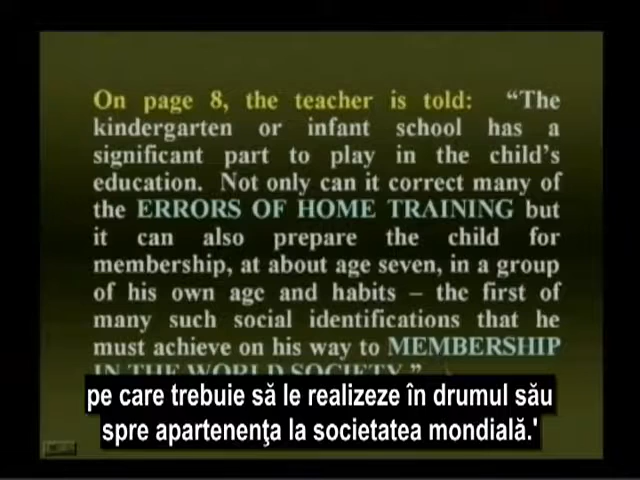 On page 8, the teacher is told: “The
kindergarten or infant school has a
significant part to play in the child’s
education. Not only can it correct many of
the ERRORS OF HOME TRAINING but
it can also prepare the child for
membership, at about age seven, in a group
of his own age and habits – the first of
many such social identifications that he
must achieve on his way to MEMBERSHIP
IN THE WORLD SOCIETY.”
pe care trebuie să le realizeze în drumul său
spre apartenenţa la societatea mondială.'